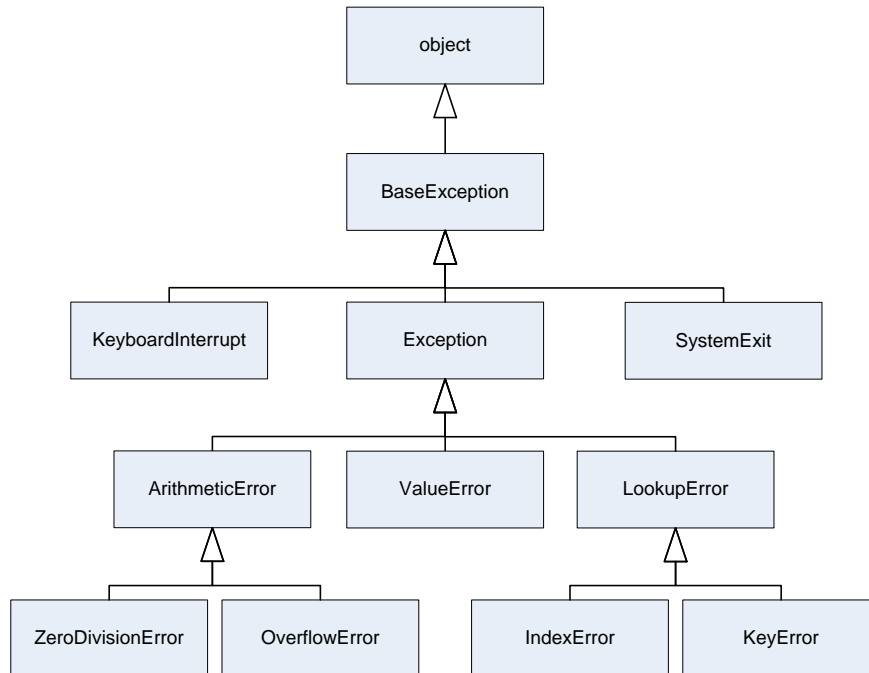 object
BaseException
KeyboardInterrupt
Exception
SystemExit
ArithmeticError
ValueError
LookupError
ZeroDivisionError
OverflowError
IndexError
KeyError